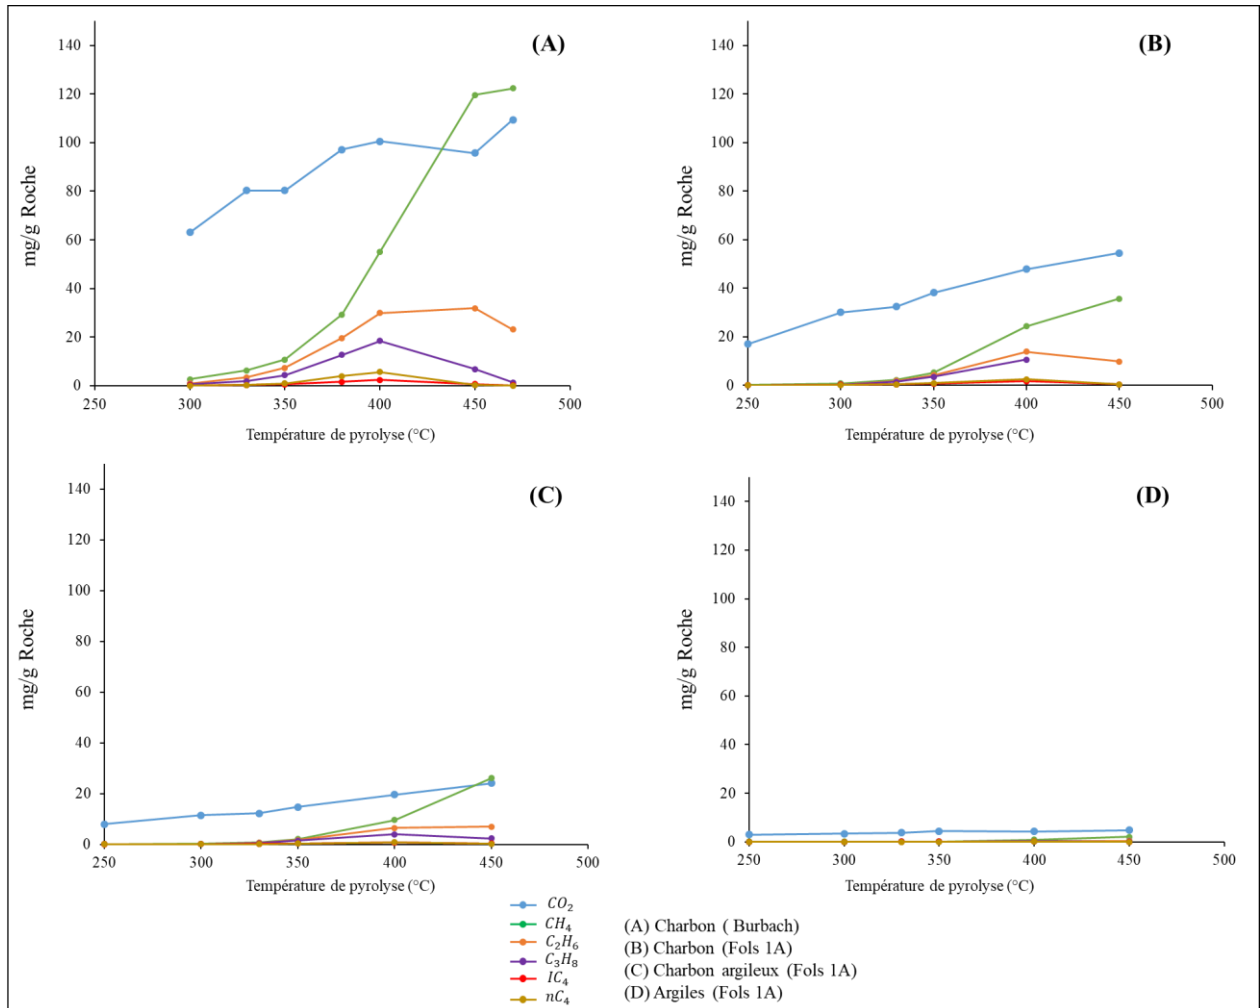 (A)
140
120
100
80
60
40
20
0
250
300
350
400
450
500
mg/g Roche
Température de pyrolyse (°C)
(B)
140
120
100
80
60
40
20
0
250
300
350
400
450
500
mg/g Roche
Température de pyrolyse (°C)
(C)
140
120
100
80
60
40
20
0
250
300
350
400
450
500
mg/g Roche
Température de pyrolyse (°C)
(D)
140
120
100
80
60
40
20
0
250
300
350
400
450
500
mg/g Roche
Température de pyrolyse (°C)
CO₂
CH₄
C₂H₆
C₃H₈
IC₄
nC₄
(A) Charbon ( Burbach)
(B) Charbon (Fols 1A)
(C) Charbon argileux (Fols 1A)
(D) Argiles (Fols 1A)